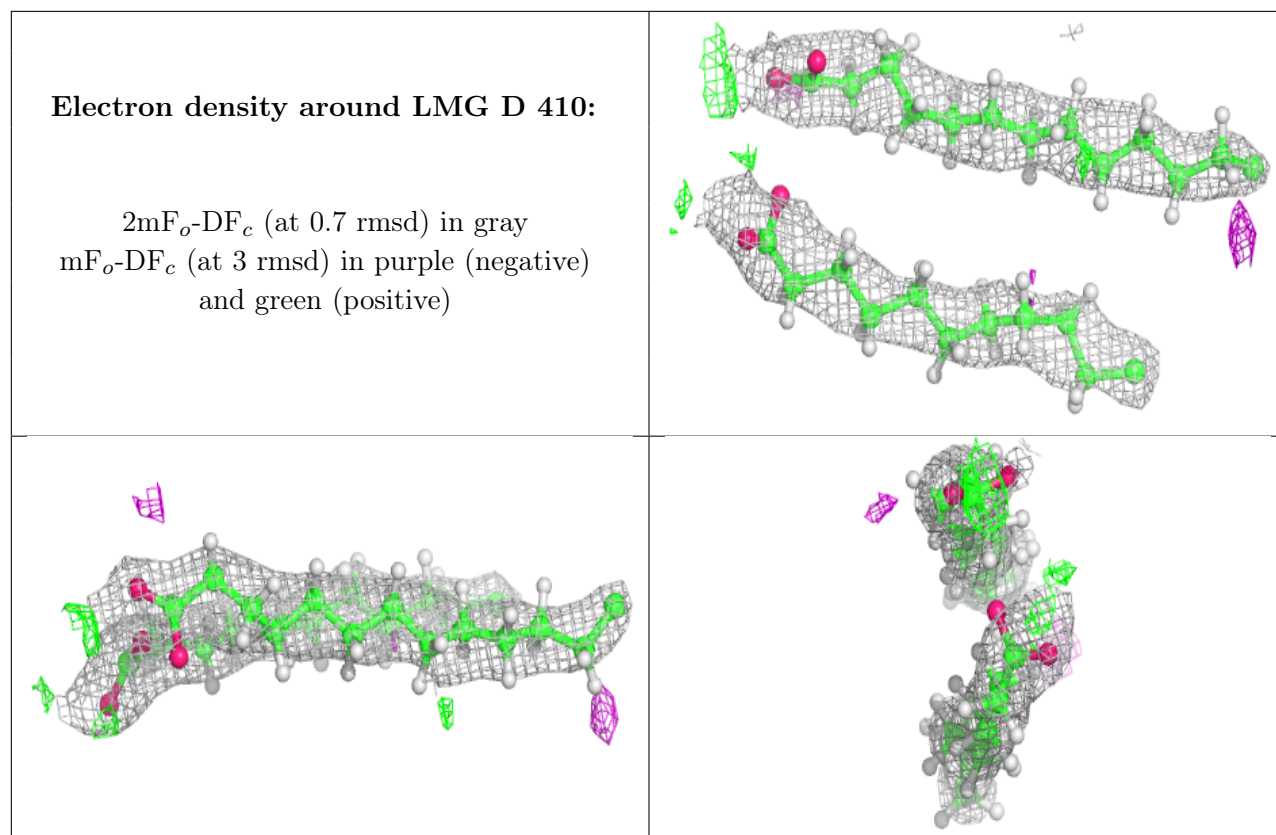 Electron density around LMG D 410:
2mFo-DFc (at 0.7 rmsd) in gray
mFo-DFc (at 3 rmsd) in purple (negative)
and green (positive)